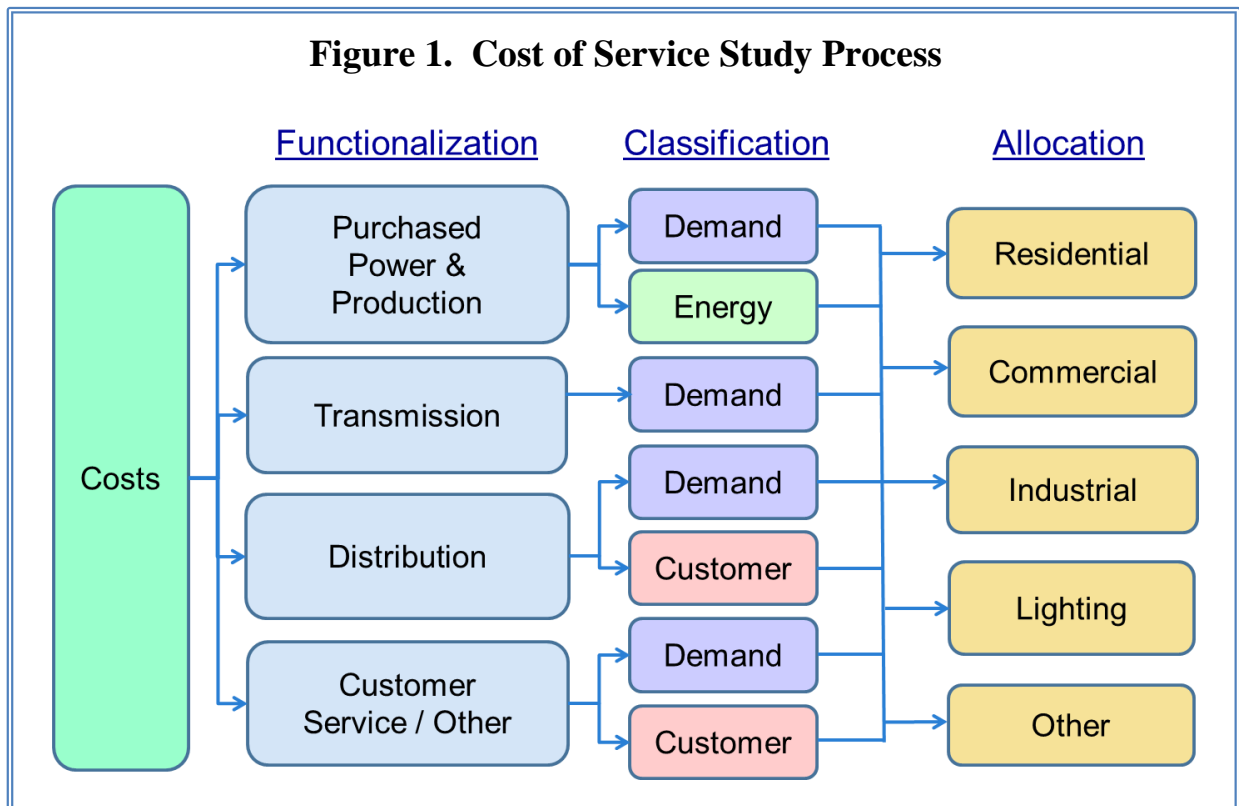 Figure 1. Cost of Service Study Process
Functionalization
Classification
Allocation
Costs
Purchased
Power &
Production
Transmission
Distribution
Customer
Service / Other
Demand
Energy
Demand
Demand
Customer
Demand
Customer
Residential
Commercial
Industrial
Lighting
Other